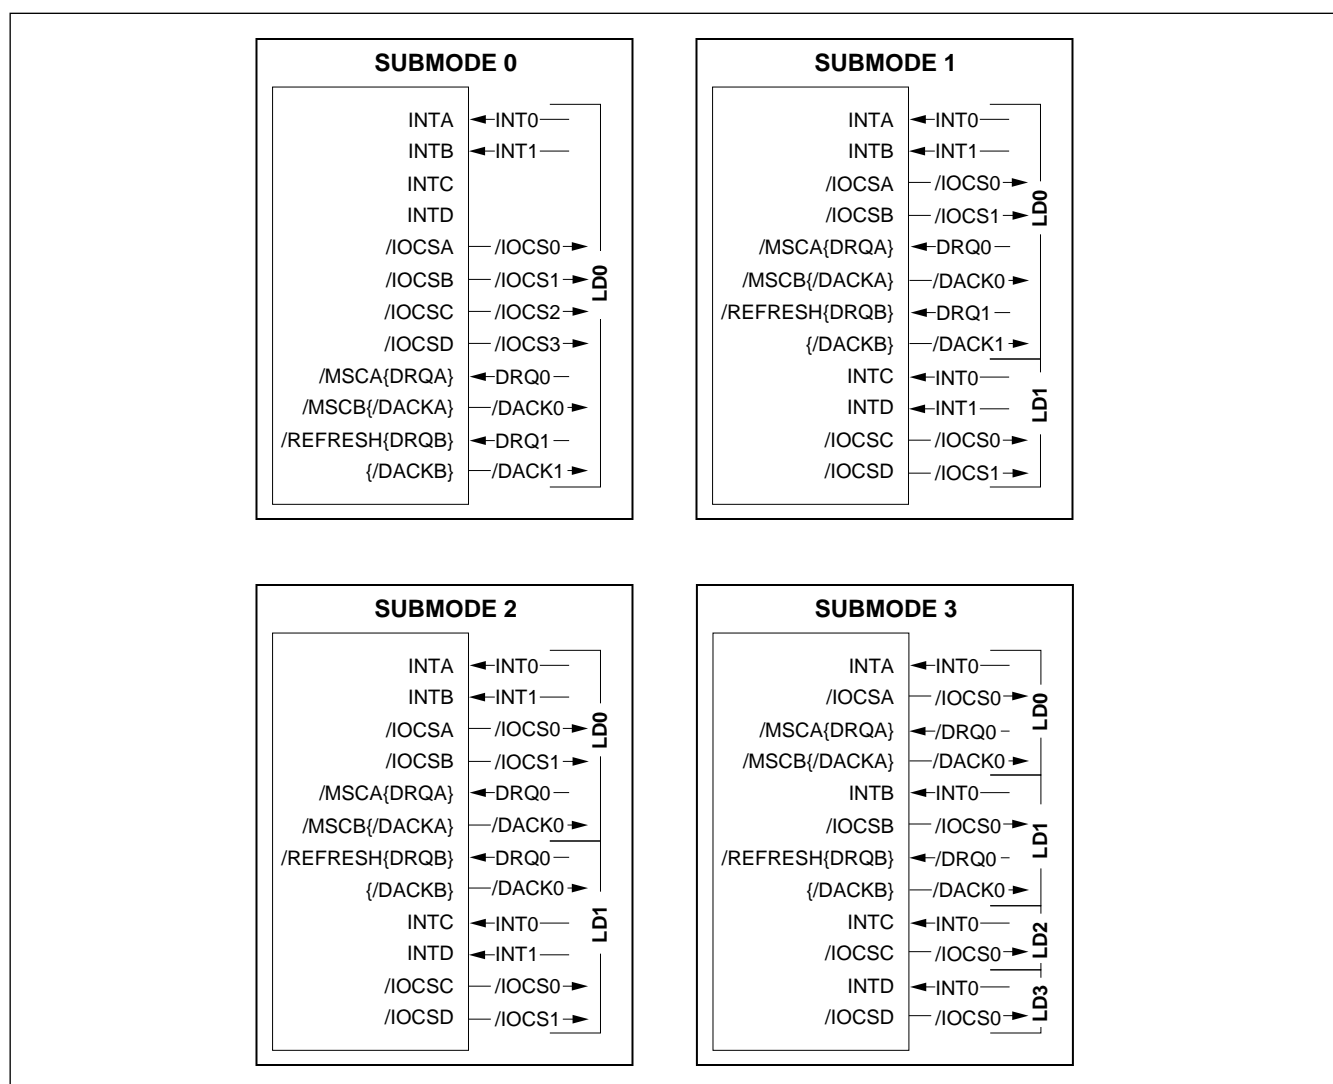 SUBMODE 0
INTA INT0
INTB INT1
INTC
INTD
/IOCSA /IOCS0
/IOCSB /IOCS1
/IOCSC /IOCS2
/IOCSD /IOCS3
/MSCA{DRQA} DRQ0
/MSCB{/DACKA} /DACK0
/REFRESH{DRQB} DRQ1
{/DACKB} /DACK1
LD0
SUBMODE 1
INTA INT0
INTB INT1
/IOCSA /IOCS0
/IOCSB /IOCS1
/MSCA{DRQA} DRQ0
/MSCB{/DACKA} /DACK0
/REFRESH{DRQB} DRQ1
{/DACKB} /DACK1
LD0
INTC INT0
INTD INT1
/IOCSC /IOCS0
/IOCSD /IOCS1
LD1
SUBMODE 2
INTA INT0
INTB INT1
/IOCSA /IOCS0
/IOCSB /IOCS1
/MSCA{DRQA} DRQ0
/MSCB{/DACKA} /DACK0
LD0
/REFRESH{DRQB} DRQ0
{/DACKB} /DACK0
INTC INT0
INTD INT1
/IOCSC /IOCS0
/IOCSD /IOCS1
LD1
SUBMODE 3
INTA INT0
/IOCSA /IOCS0
/MSCA{DRQA} /DRQ0
/MSCB{/DACKA} /DACK0
LD0
INTB INT0
/IOCSB /IOCS0
/REFRESH{DRQB} /DRQ0
{/DACKB} /DACK0
LD1
INTC INT0
/IOCSC /IOCS0
LD2
INTD INT0
/IOCSD /IOCS0
LD3